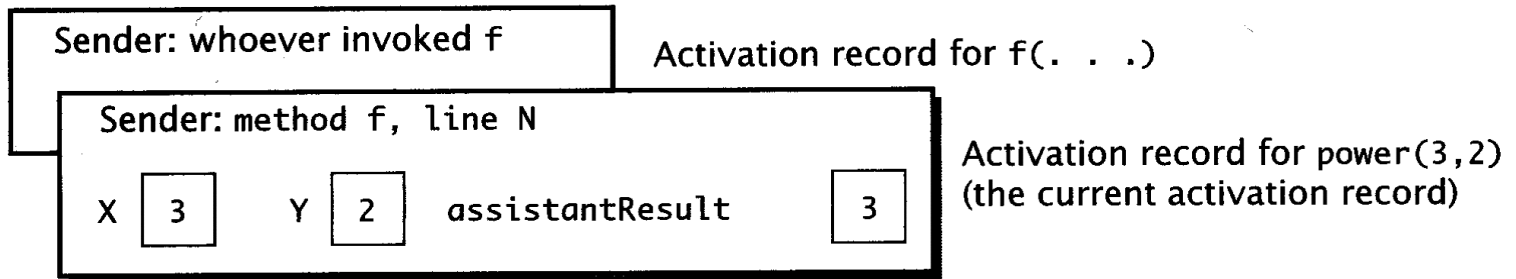 Sender: whoever invoked f
Activation record for f(. . .)
Sender: method f, line N
Activation record for power(3,2)
(the current activation record)
X 3 Y 2 assistantResult 3